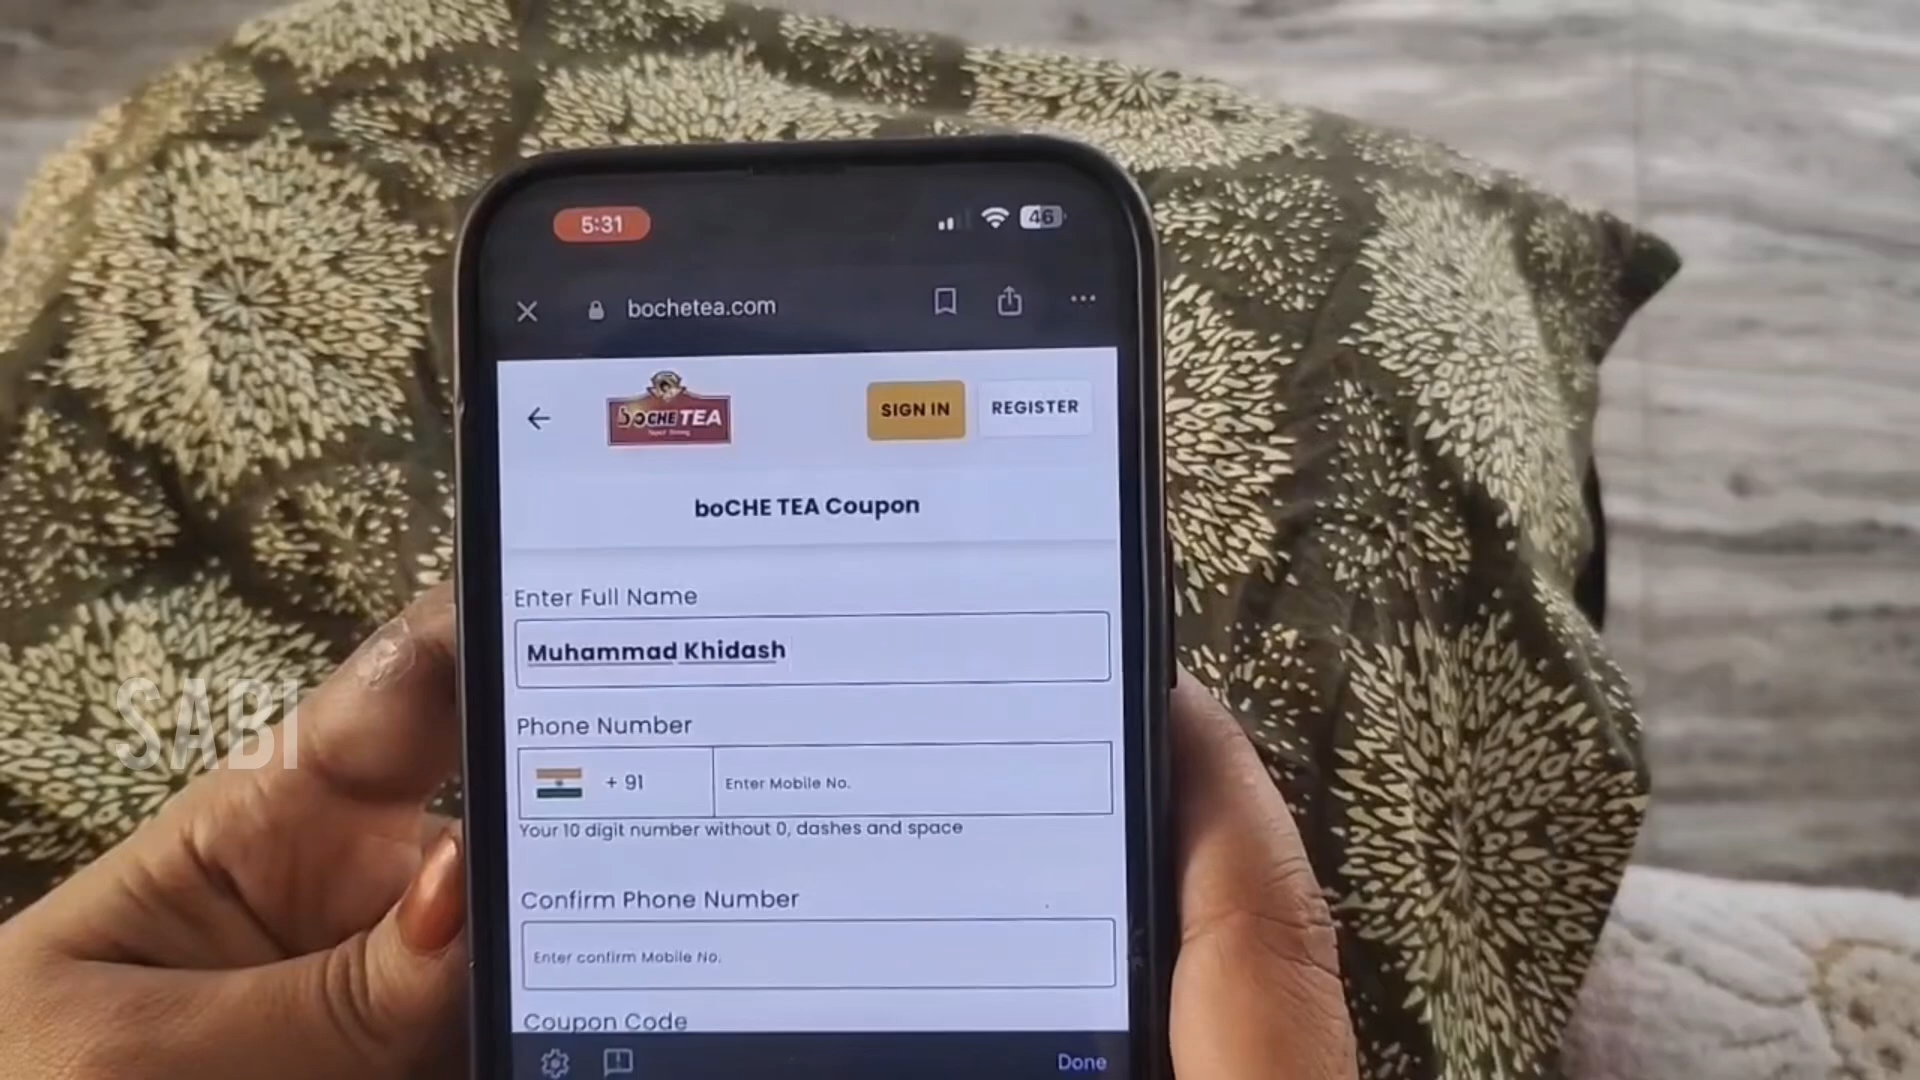 5:31
46
bochetea.com
boCHE TEA
SIGN IN
REGISTER
boCHE TEA Coupon
Enter Full Name
Muhammad Khidash
Phone Number
+ 91
Enter Mobile No.
Your 10 digit number without 0, dashes and space
Confirm Phone Number
Enter confirm Mobile No.
Coupon Code
Done
SABI